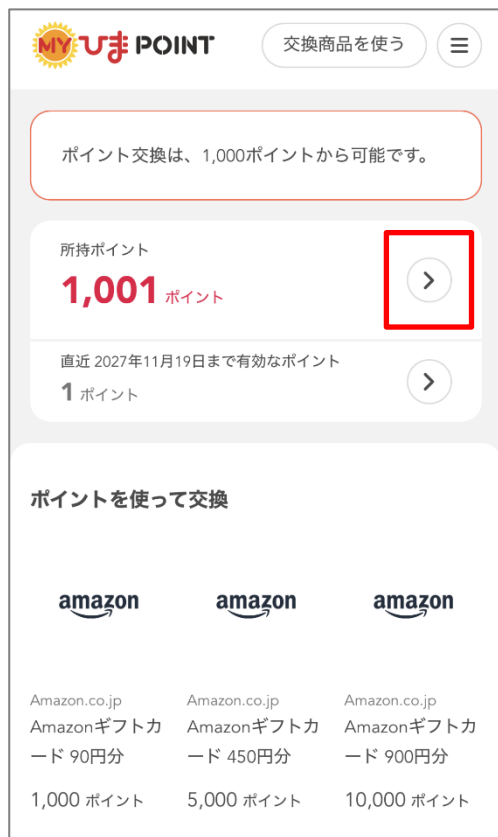 MY ひま POINT
交換商品を使う
ポイント交換は、1,000ポイントから可能です。
所持ポイント
1,001 ポイント
直近 2027年11月19日まで有効なポイント
1 ポイント
ポイントを使って交換
amazon
amazon
amazon
Amazon.co.jp
Amazonギフトカ
ード 90円分
1,000 ポイント
Amazon.co.jp
Amazonギフトカ
ード 450円分
5,000 ポイント
Amazon.co.jp
Amazonギフトカ
ード 900円分
10,000 ポイント